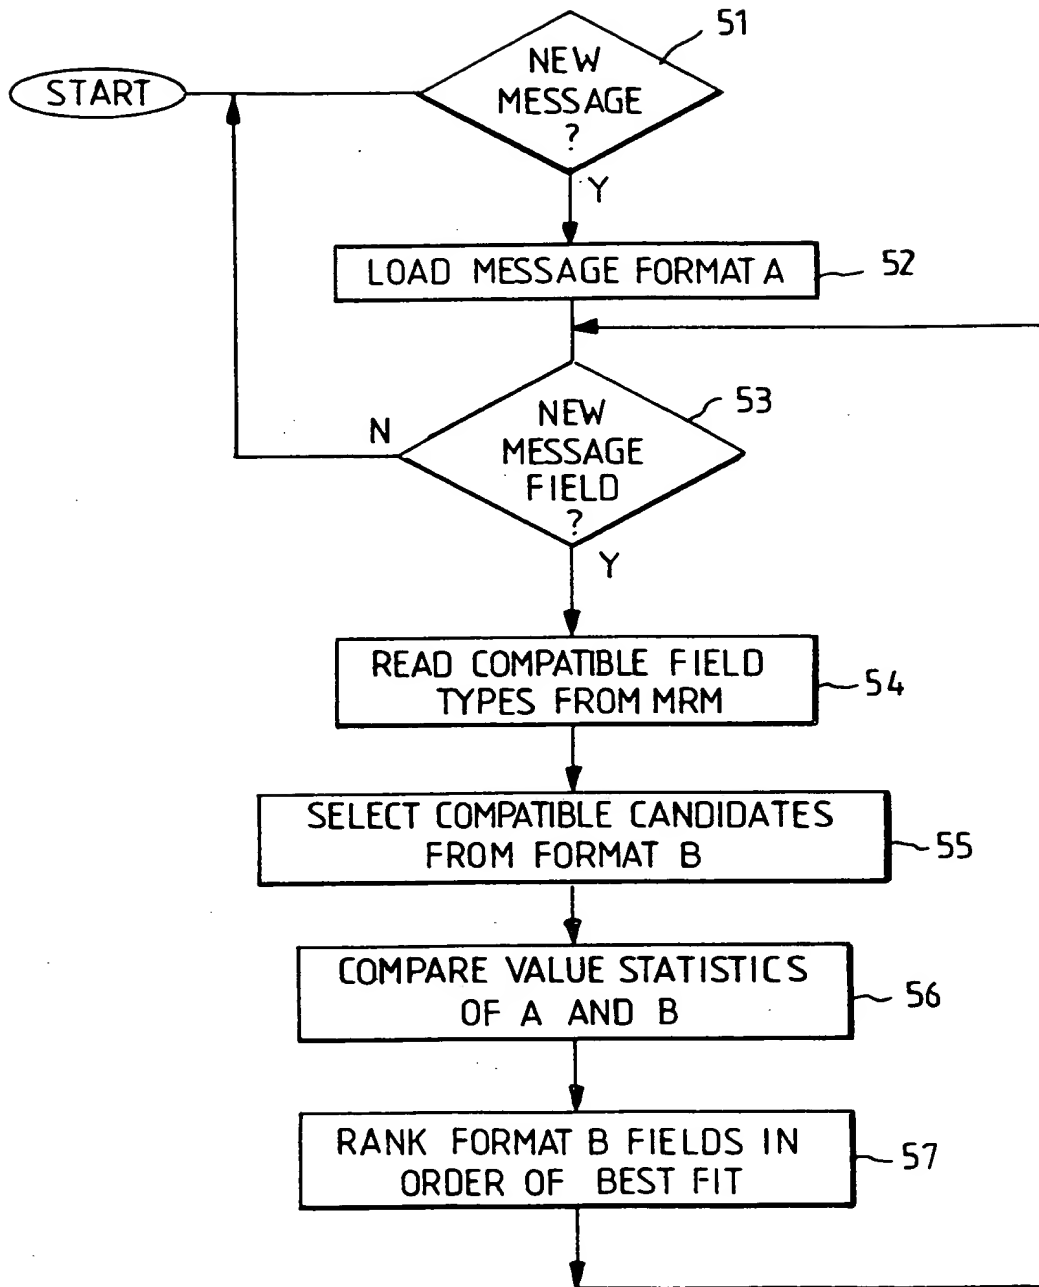 51
START
NEW
MESSAGE
?
Y
LOAD MESSAGE FORMAT A
52
53
N
NEW
MESSAGE
FIELD
?
Y
READ COMPATIBLE FIELD
TYPES FROM MRM
54
SELECT COMPATIBLE CANDIDATES
FROM FORMAT B
55
COMPARE VALUE STATISTICS
OF A AND B
56
RANK FORMAT B FIELDS IN
ORDER OF BEST FIT
57